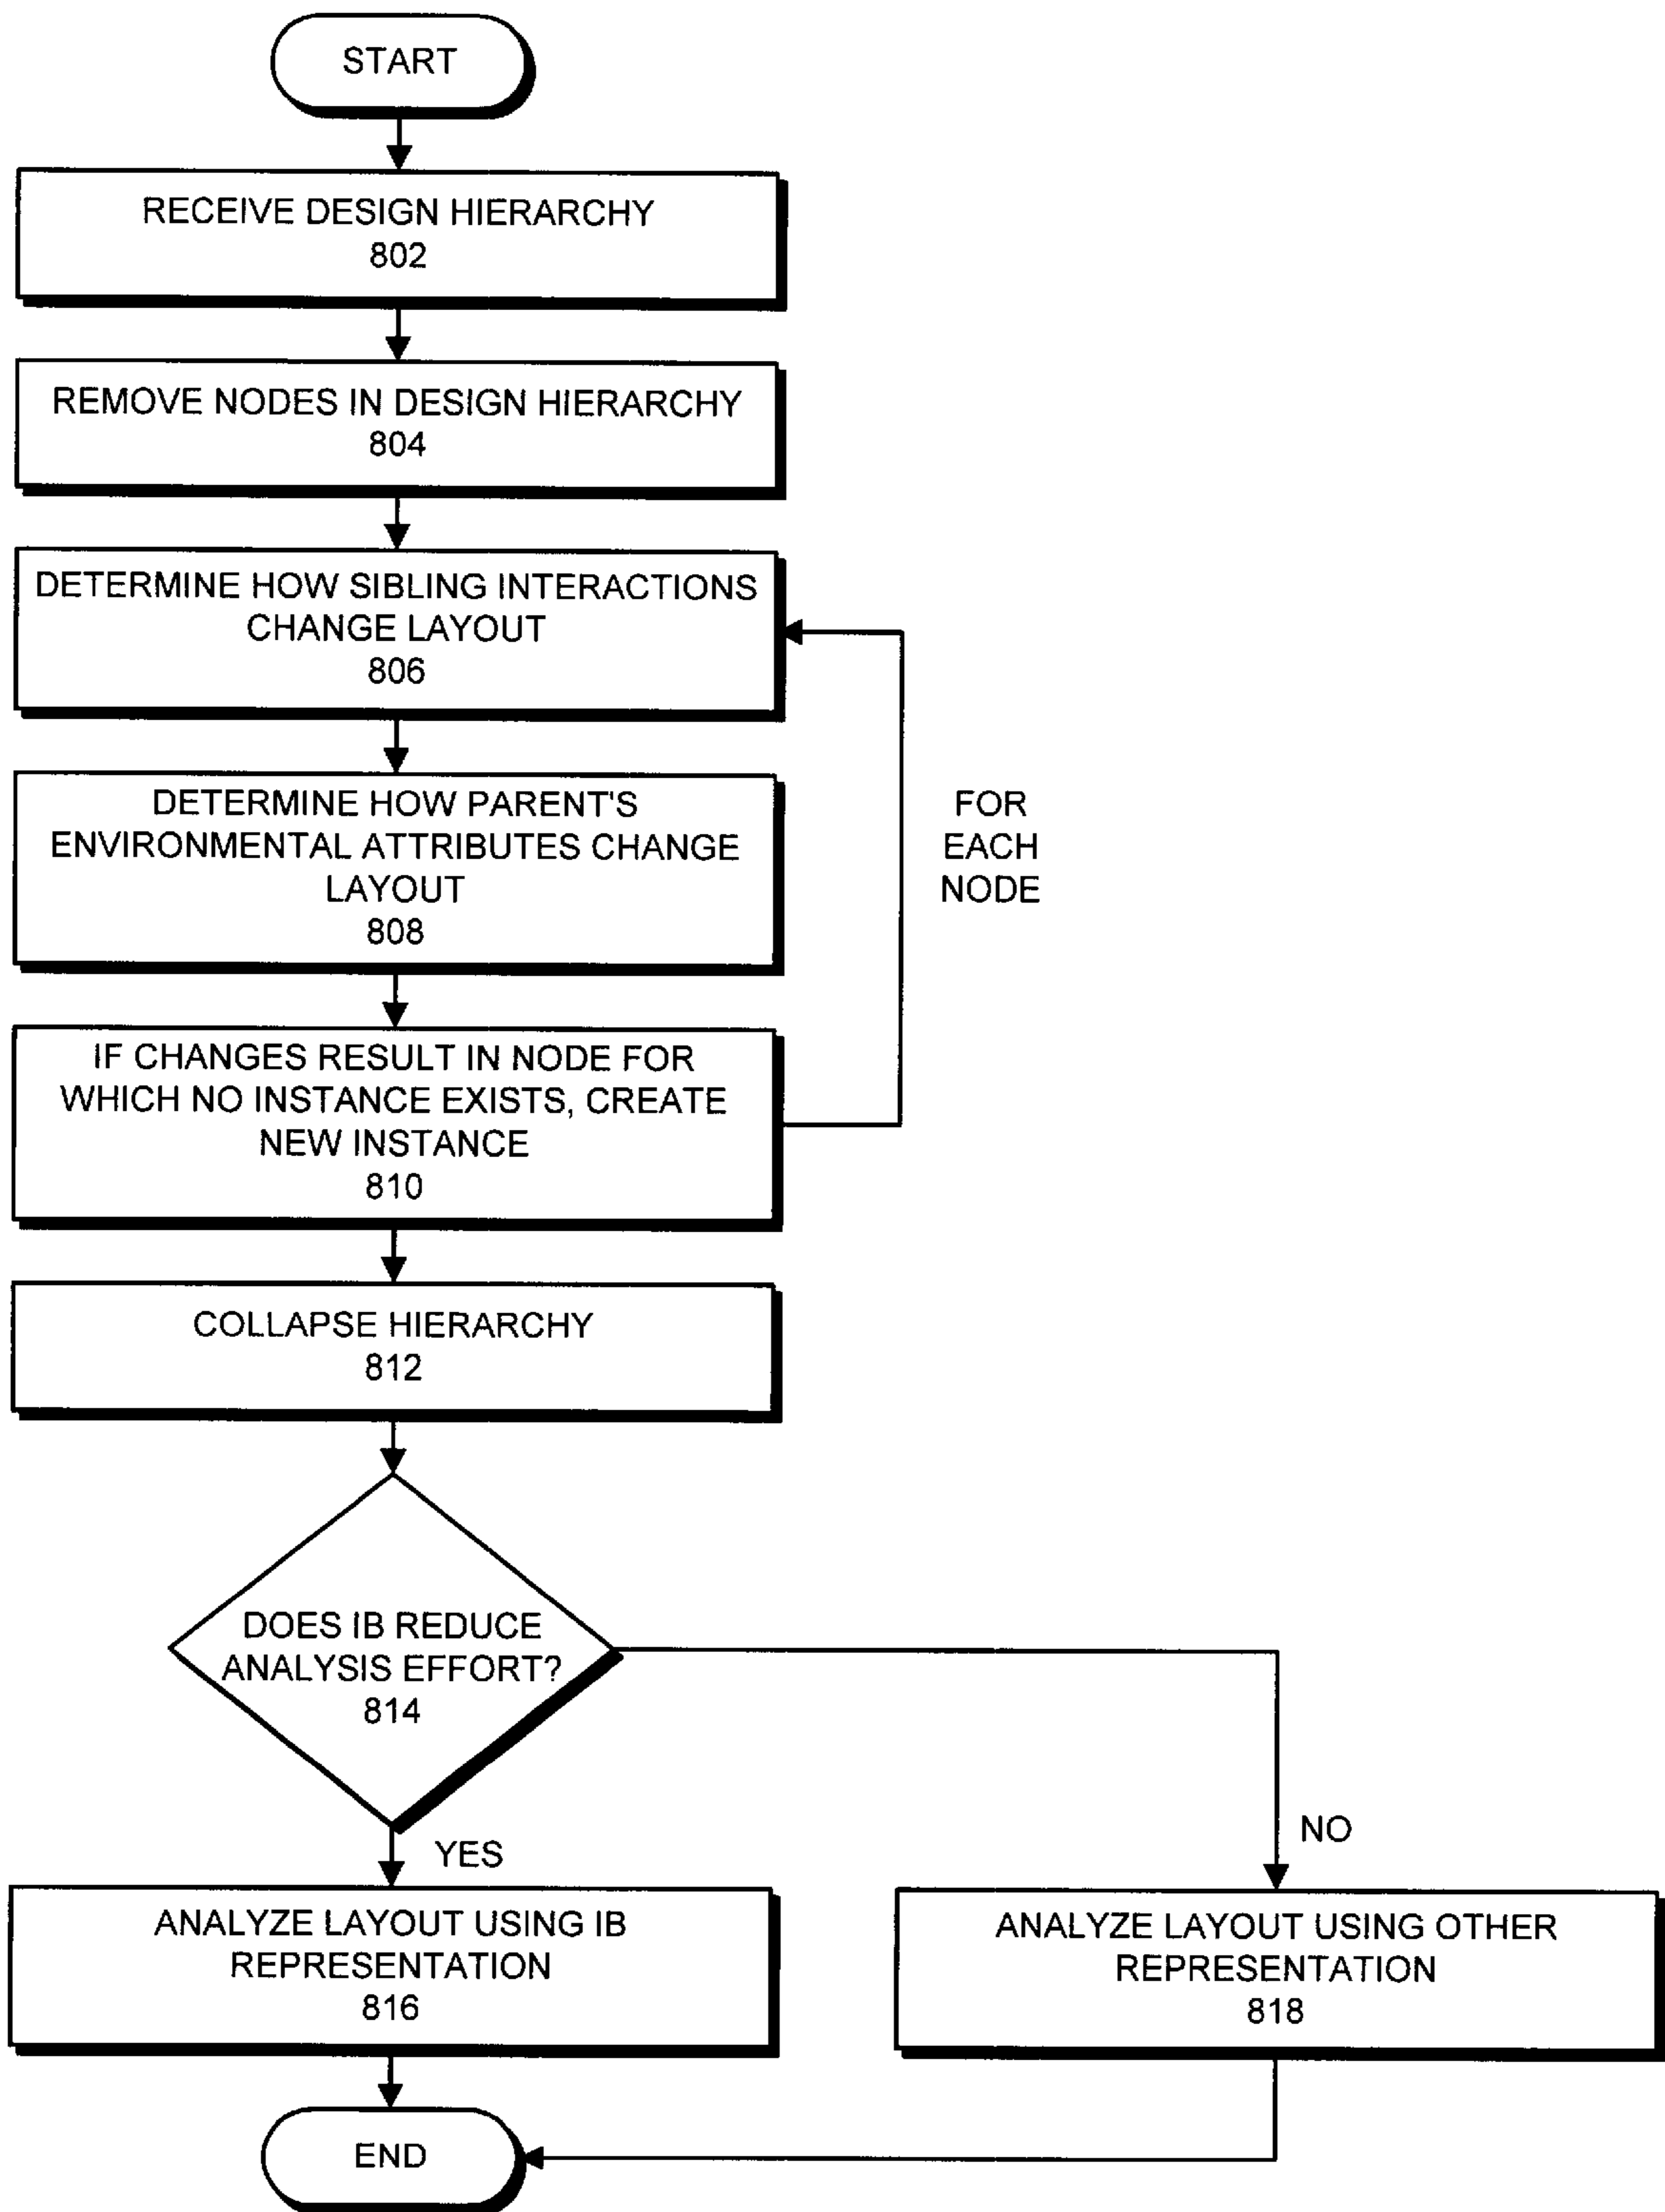 START
RECEIVE DESIGN HIERARCHY
802
REMOVE NODES IN DESIGN HIERARCHY
804
DETERMINE HOW SIBLING INTERACTIONS
CHANGE LAYOUT
806
DETERMINE HOW PARENT'S
ENVIRONMENTAL ATTRIBUTES CHANGE
LAYOUT
808
FOR
EACH
NODE
IF CHANGES RESULT IN NODE FOR
WHICH NO INSTANCE EXISTS, CREATE
NEW INSTANCE
810
COLLAPSE HIERARCHY
812
DOES IB REDUCE
ANALYSIS EFFORT?
814
YES
NO
ANALYZE LAYOUT USING IB
REPRESENTATION
816
ANALYZE LAYOUT USING OTHER
REPRESENTATION
818
END